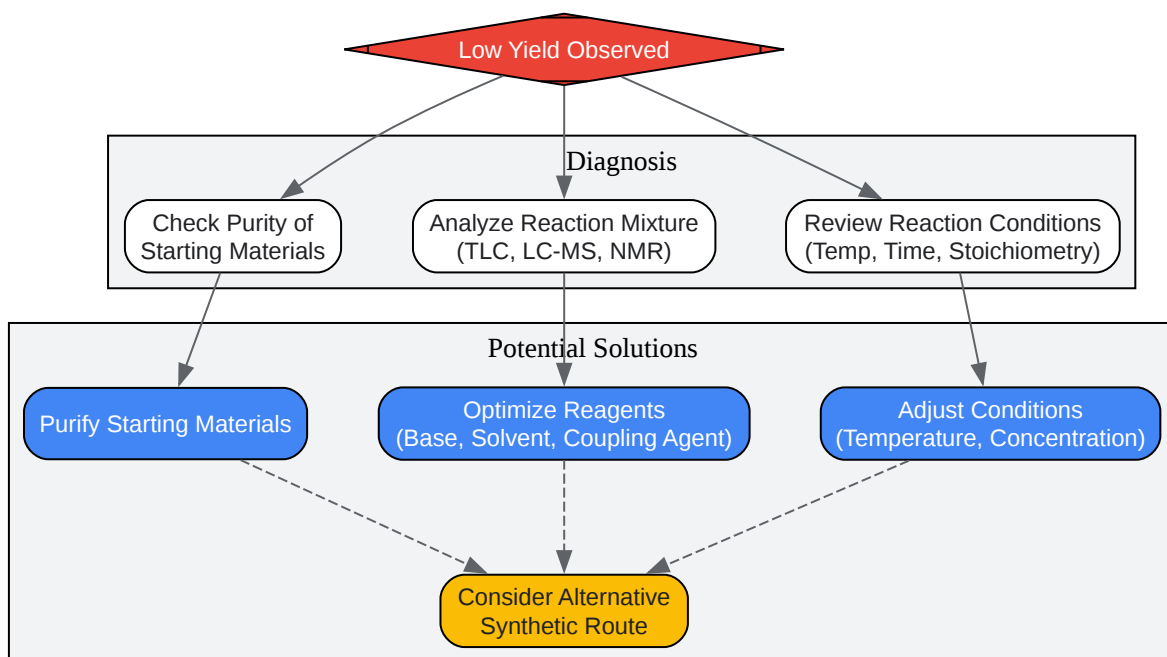 Low Yield Observed
Diagnosis
Check Purity of
Starting Materials
Analyze Reaction Mixture
(TLC, LC-MS, NMR)
Review Reaction Conditions
(Temp, Time, Stoichiometry)
Potential Solutions
Purify Starting Materials
Optimize Reagents
(Base, Solvent, Coupling Agent)
Adjust Conditions
(Temperature, Concentration)
Consider Alternative
Synthetic Route